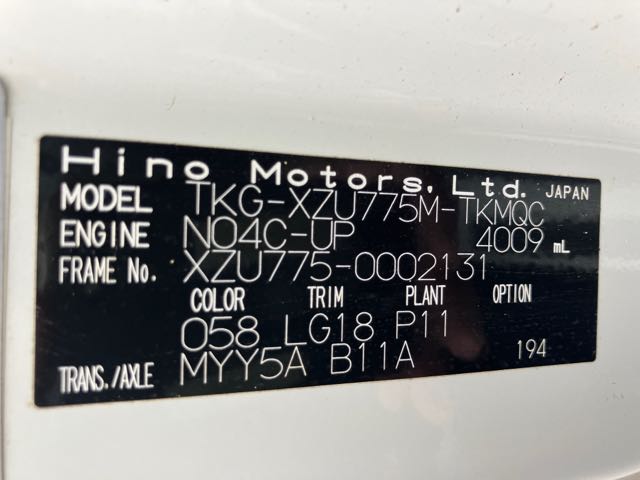 Hino Motors, Ltd. JAPAN
MODEL TKG-XZU775M-TKMQC
ENGINE N04C-UP 4009 mL
FRAME No. XZU775-0002131
COLOR TRIM PLANT OPTION
058 LG18 P11
TRANS./AXLE MYY5A B11A 194